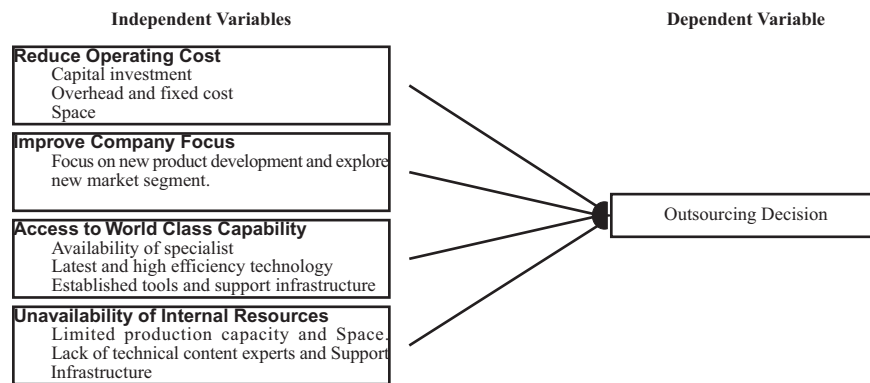 Independent Variables
Dependent Variable
Reduce Operating Cost
Capital investment
Overhead and fixed cost
Space
Improve Company Focus
Focus on new product development and explore
new market segment.
Access to World Class Capability
Availability of specialist
Latest and high efficiency technology
Established tools and support infrastructure
Unavailability of Internal Resources
Limited production capacity and Space.
Lack of technical content experts and Support
Infrastructure
Outsourcing Decision